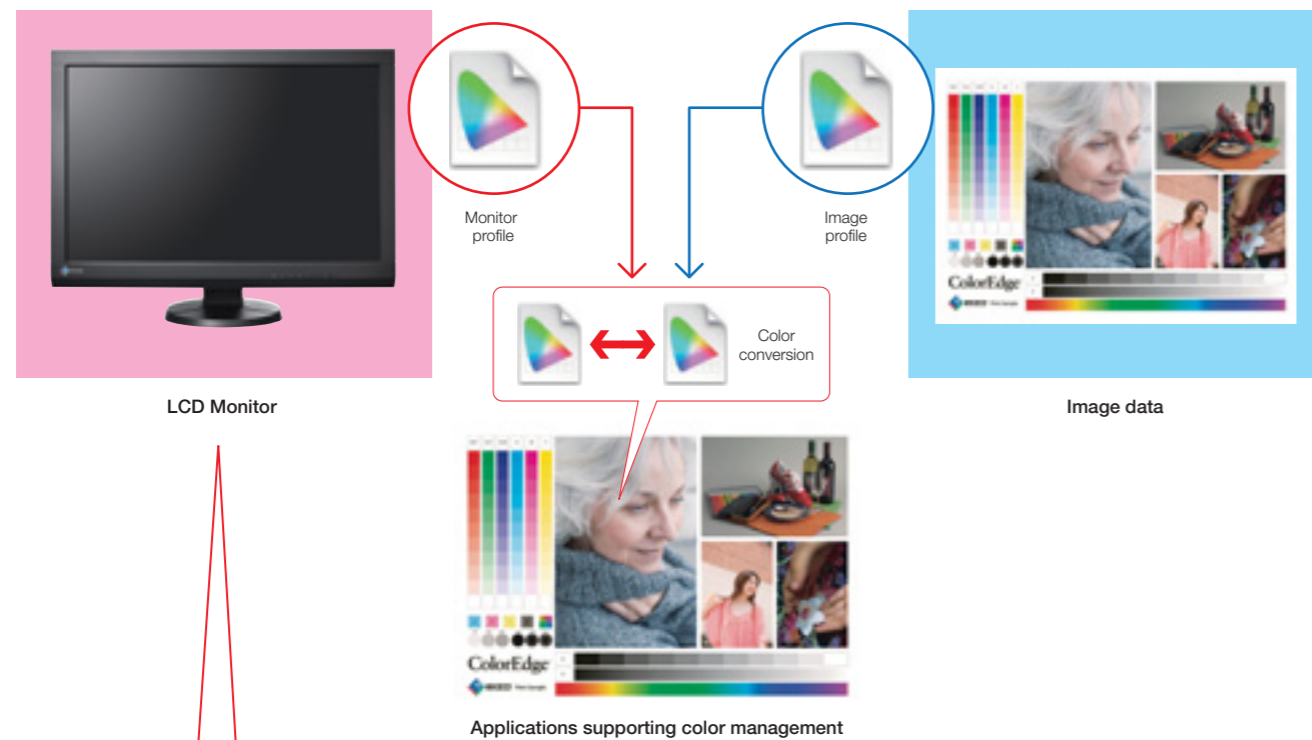 Monitor
profile
Image
profile
Color
conversion
ColorEdge
LCD Monitor
Image data
ColorEdge
Applications supporting color management